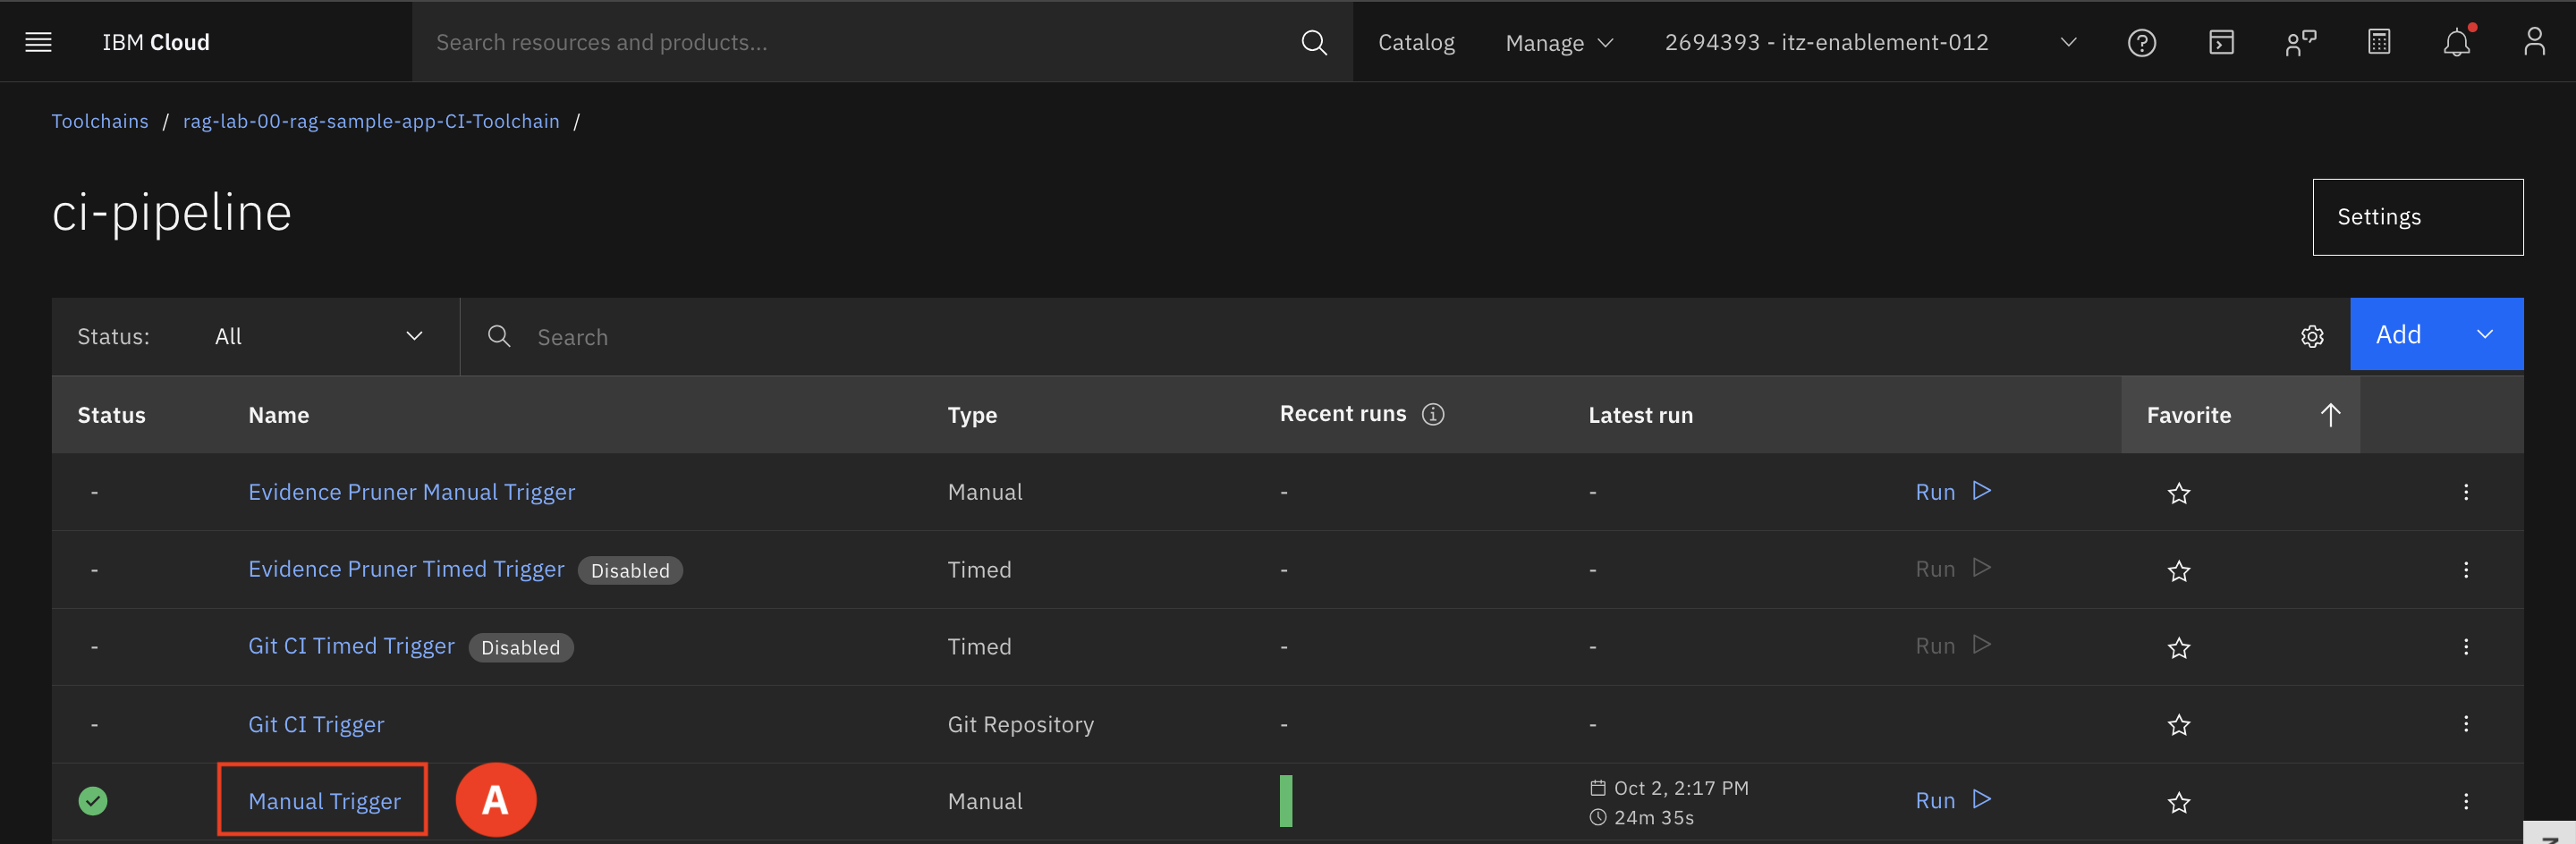 IBM Cloud
Search resources and products...
Catalog
Manage
2694393 - itz-enablement-012
Toolchains / rag-lab-00-rag-sample-app-CI-Toolchain /
ci-pipeline
Settings
Status: All
Search
Add
Status Name Type Recent runs Latest run Favorite
- Evidence Pruner Manual Trigger Manual - - Run
- Evidence Pruner Timed Trigger Disabled Timed - - Run
- Git CI Timed Trigger Disabled Timed - - Run
- Git CI Trigger Git Repository - -
Manual Trigger A Manual Oct 2, 2:17 PM Run
24m 35s